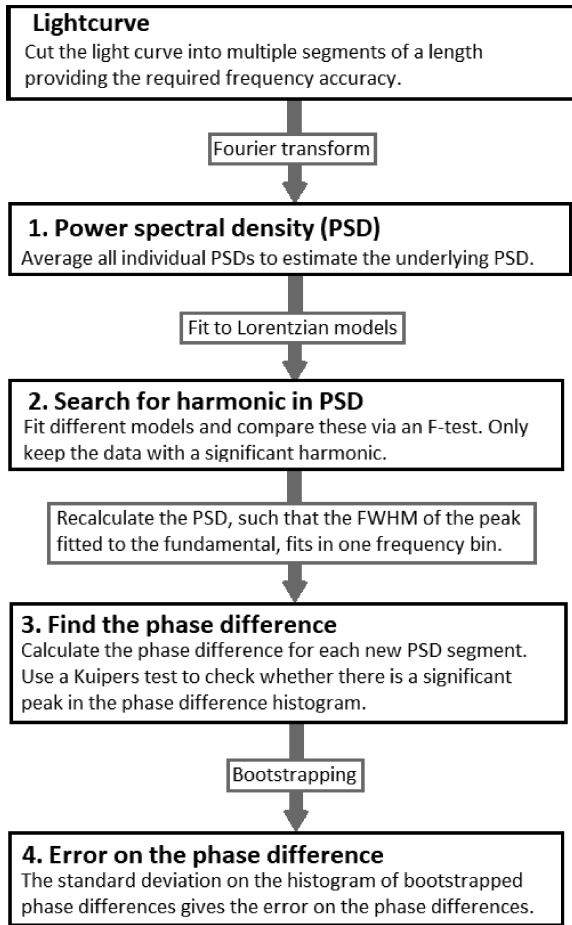 Lightcurve
Cut the light curve into multiple segments of a length
providing the required frequency accuracy.
Fourier transform
1. Power spectral density (PSD)
Average all individual PSDs to estimate the underlying PSD.
Fit to Lorentzian models
2. Search for harmonic in PSD
Fit different models and compare these via an F-test. Only
keep the data with a significant harmonic.
Recalculate the PSD, such that the FWHM of the peak
fitted to the fundamental, fits in one frequency bin.
3. Find the phase difference
Calculate the phase difference for each new PSD segment.
Use a Kuipers test to check whether there is a significant
peak in the phase difference histogram.
Bootstrapping
4. Error on the phase difference
The standard deviation on the histogram of bootstrapped
phase differences gives the error on the phase differences.